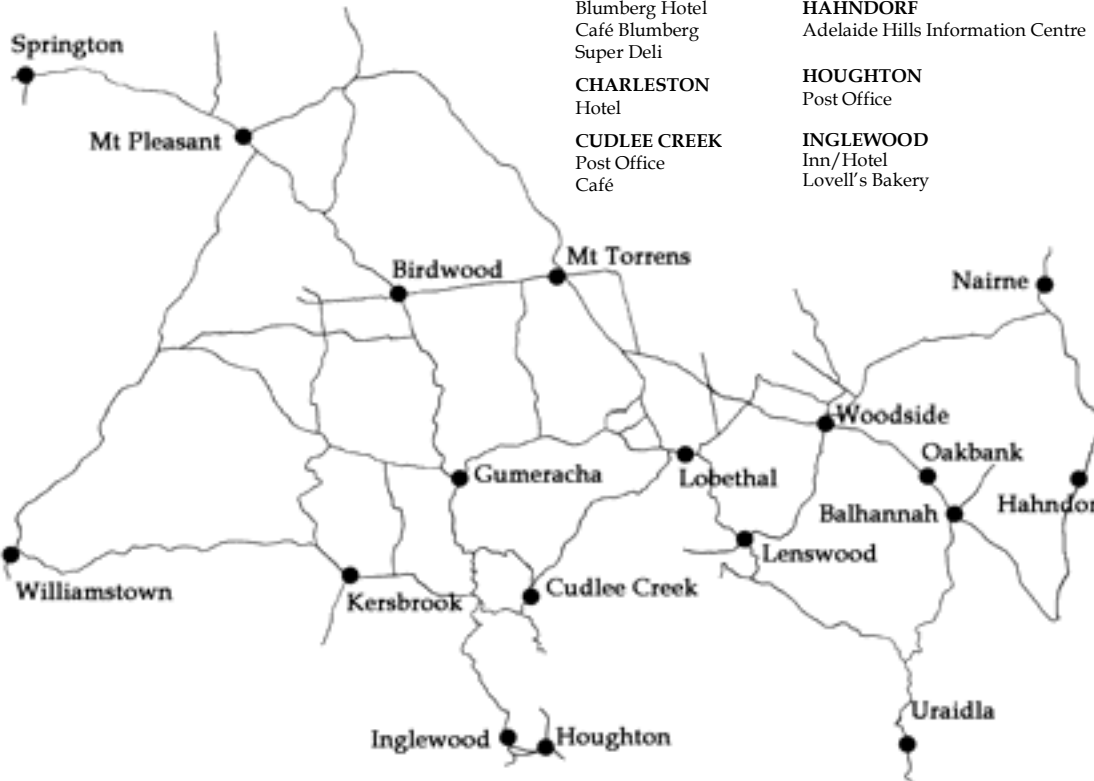 Blumberg Hotel
Café Blumberg
Super Deli
CHARLESTON
Hotel
CUDLEE CREEK
Post Office
Café
HAHNDORF
Adelaide Hills Information Centre
HOUGHTON
Post Office
INGLEWOOD
Inn/Hotel
Lovell's Bakery
Springton
Mt Pleasant
Birdwood
Mt Torrens
Nairne
Woodside
Oakbank
Gumeracha
Lobethal
Balhannah
Hahndor
Lenswood
Williamstown
Kersbrook
Cudlee Creek
Uraidla
Inglewood
Houghton